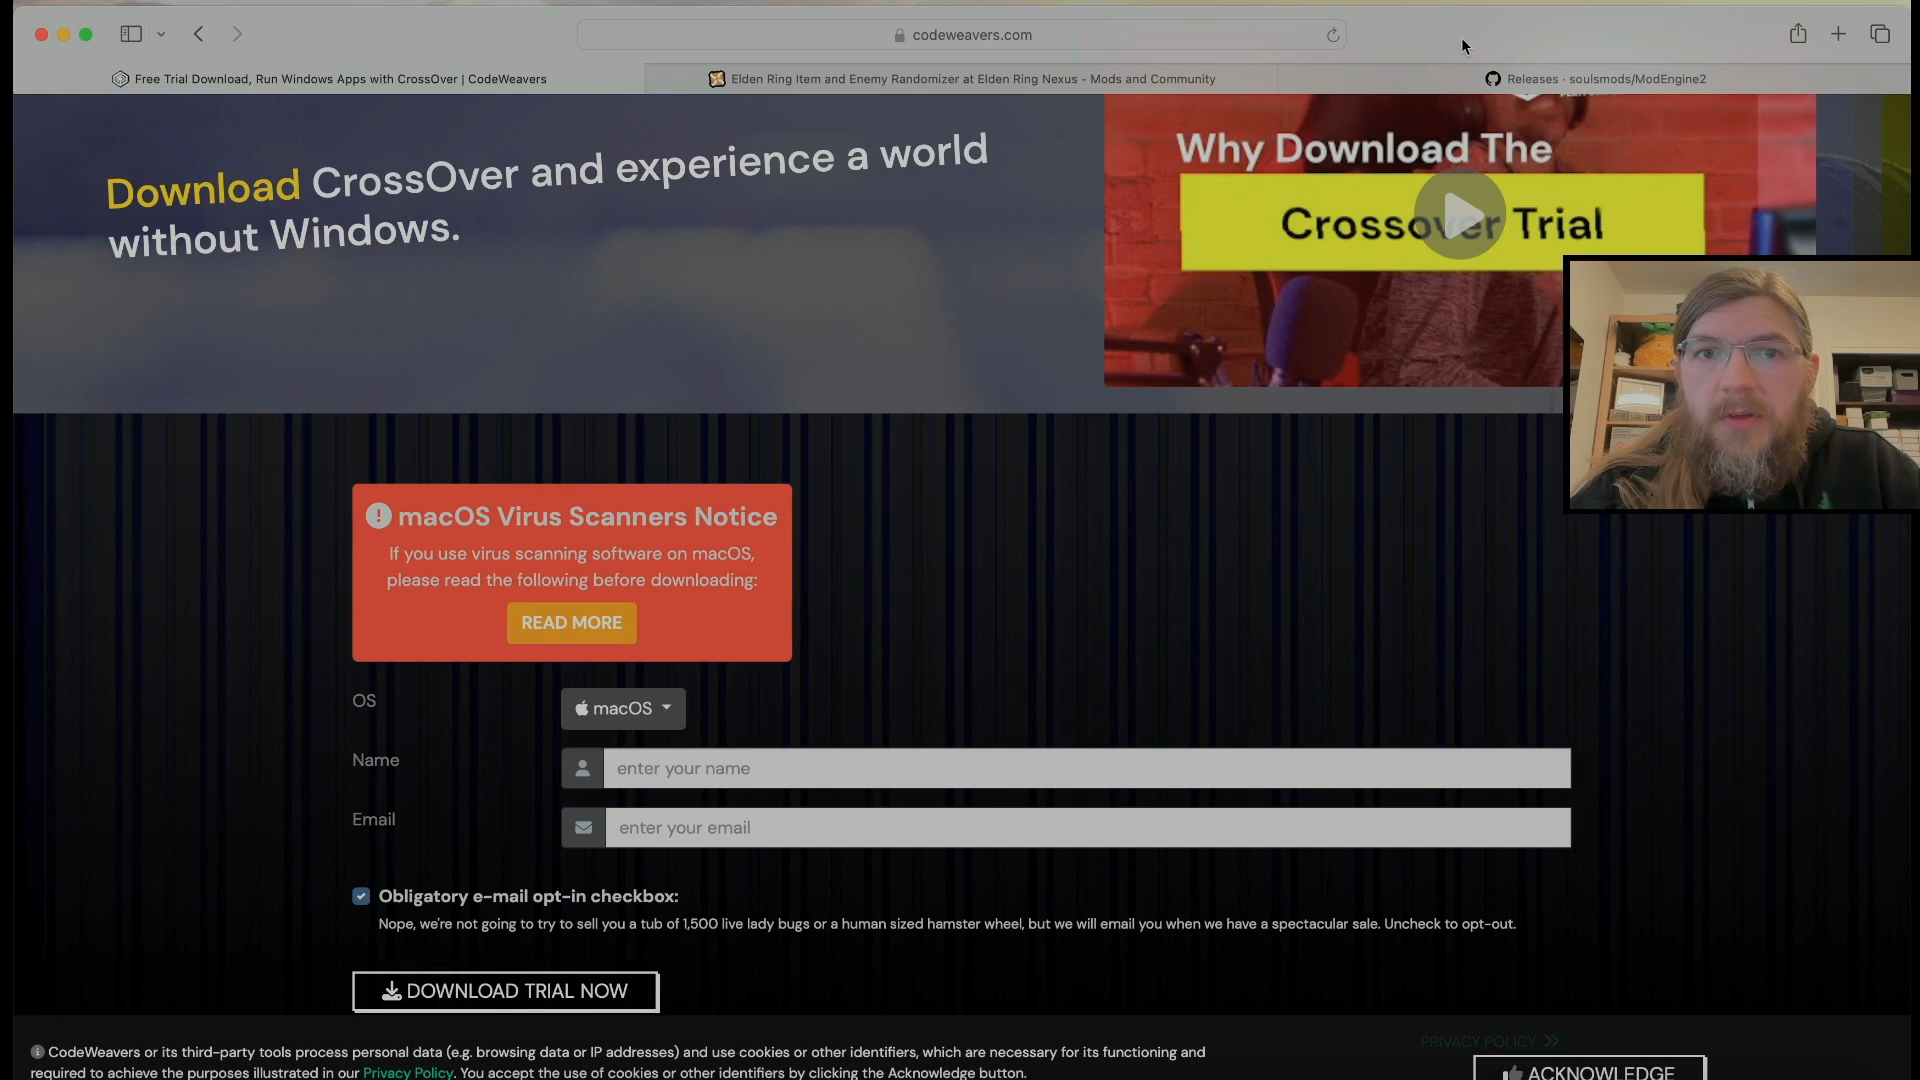 codeweavers.com
Free Trial Download, Run Windows Apps with CrossOver | CodeWeavers
Elden Ring Item and Enemy Randomizer at Elden Ring Nexus - Mods and Community
Releases · soulsmods/ModEngine2
Download CrossOver and experience a world
without Windows.
Why Download The
Crossover Trial
macOS Virus Scanners Notice
If you use virus scanning software on macOS,
please read the following before downloading:
READ MORE
OS
macOS
Name
enter your name
Email
enter your email
Obligatory e-mail opt-in checkbox:
Nope, we're not going to try to sell you a tub of 1,500 live lady bugs or a human sized hamster wheel, but we will email you when we have a spectacular sale. Uncheck to opt-out.
DOWNLOAD TRIAL NOW
PRIVACY POLICY
CodeWeavers or its third-party tools process personal data (e.g. browsing data or IP addresses) and use cookies or other identifiers, which are necessary for its functioning and
required to achieve the purposes illustrated in our Privacy Policy. You accept the use of cookies or other identifiers by clicking the Acknowledge button.
ACKNOWLEDGE